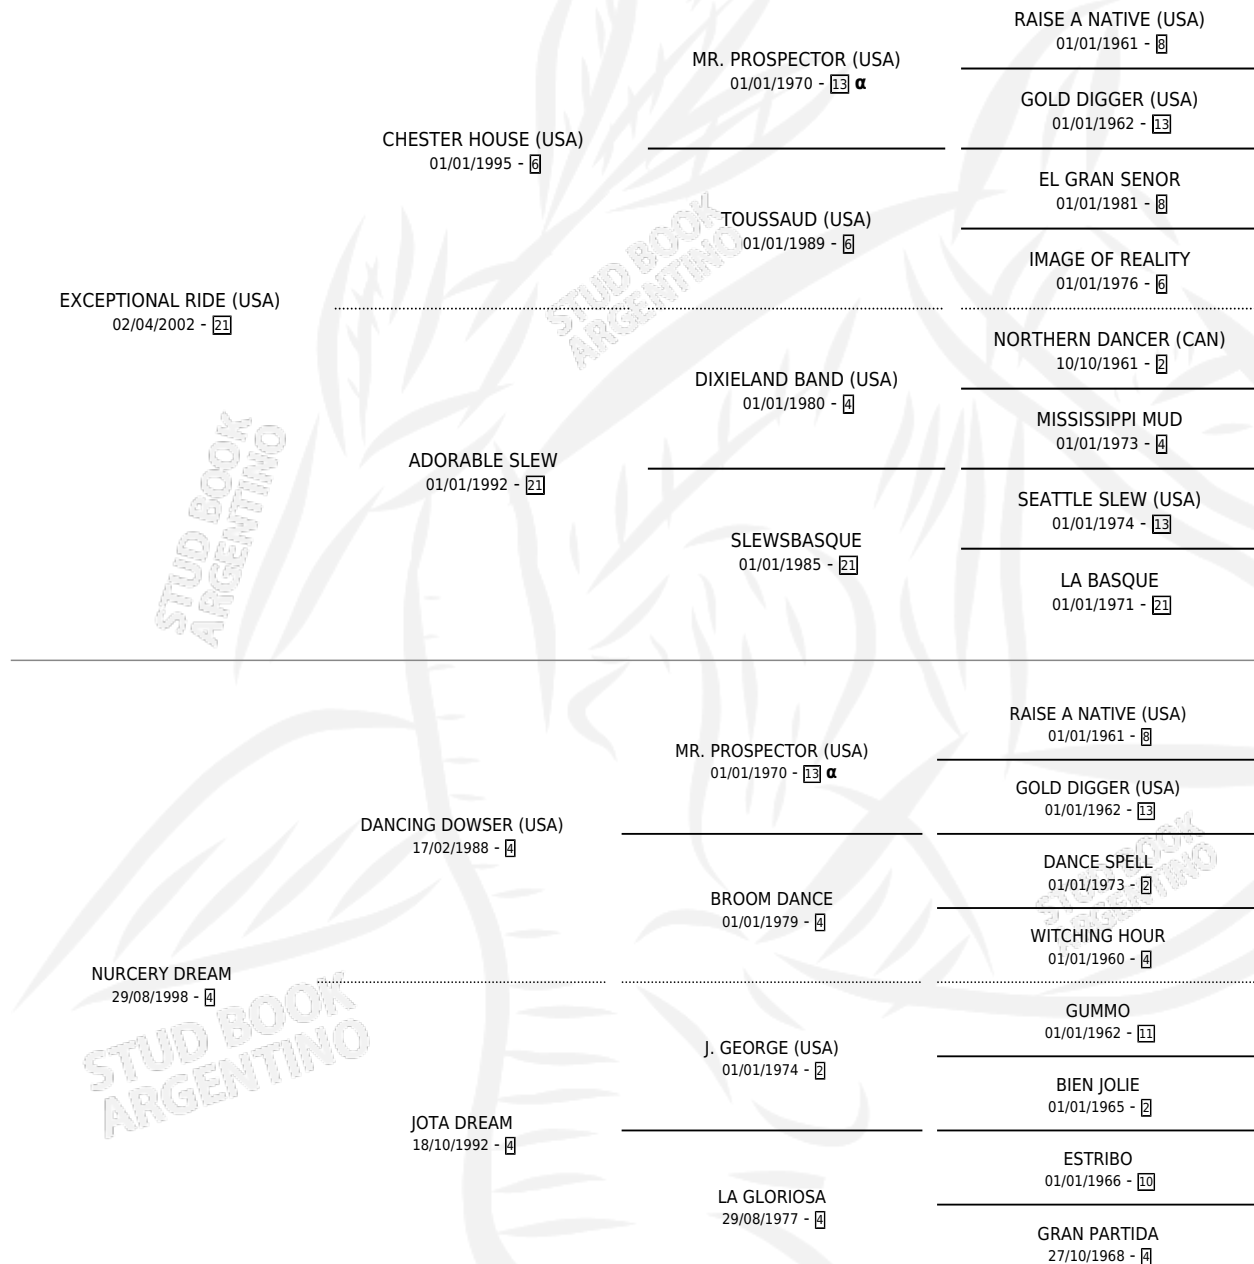 RAISE A NATIVE (USA)
01/01/1961 - 8
MR. PROSPECTOR (USA)
01/01/1970 - 13 α
GOLD DIGGER (USA)
01/01/1962 - 13
CHESTER HOUSE (USA)
01/01/1995 - 6
EL GRAN SENOR
01/01/1981 - 8
TOUSSAUD (USA)
01/01/1989 - 6
IMAGE OF REALITY
01/01/1976 - 6
EXCEPTIONAL RIDE (USA)
02/04/2002 - 21
NORTHERN DANCER (CAN)
10/10/1961 - 2
DIXIELAND BAND (USA)
01/01/1980 - 4
MISSISSIPPI MUD
01/01/1973 - 4
ADORABLE SLEW
01/01/1992 - 21
SEATTLE SLEW (USA)
01/01/1974 - 13
SLEWSBASQUE
01/01/1985 - 21
LA BASQUE
01/01/1971 - 21
RAISE A NATIVE (USA)
01/01/1961 - 8
MR. PROSPECTOR (USA)
01/01/1970 - 13 α
GOLD DIGGER (USA)
01/01/1962 - 13
DANCING DOWSER (USA)
17/02/1988 - 4
DANCE SPELL
01/01/1973 - 2
BROOM DANCE
01/01/1979 - 4
WITCHING HOUR
01/01/1960 - 4
NURCERY DREAM
29/08/1998 - 4
GUMMO
01/01/1962 - 11
J. GEORGE (USA)
01/01/1974 - 2
BIEN JOLIE
01/01/1965 - 2
JOTA DREAM
18/10/1992 - 4
ESTRIBO
01/01/1966 - 10
LA GLORIOSA
29/08/1977 - 4
GRAN PARTIDA
27/10/1968 - 4
STUD BOOK
ARGENTINO
STUD BOOK
ARGENTINO
STUD BOOK
ARGENTINO
STUD BOOK
ARGENTINO